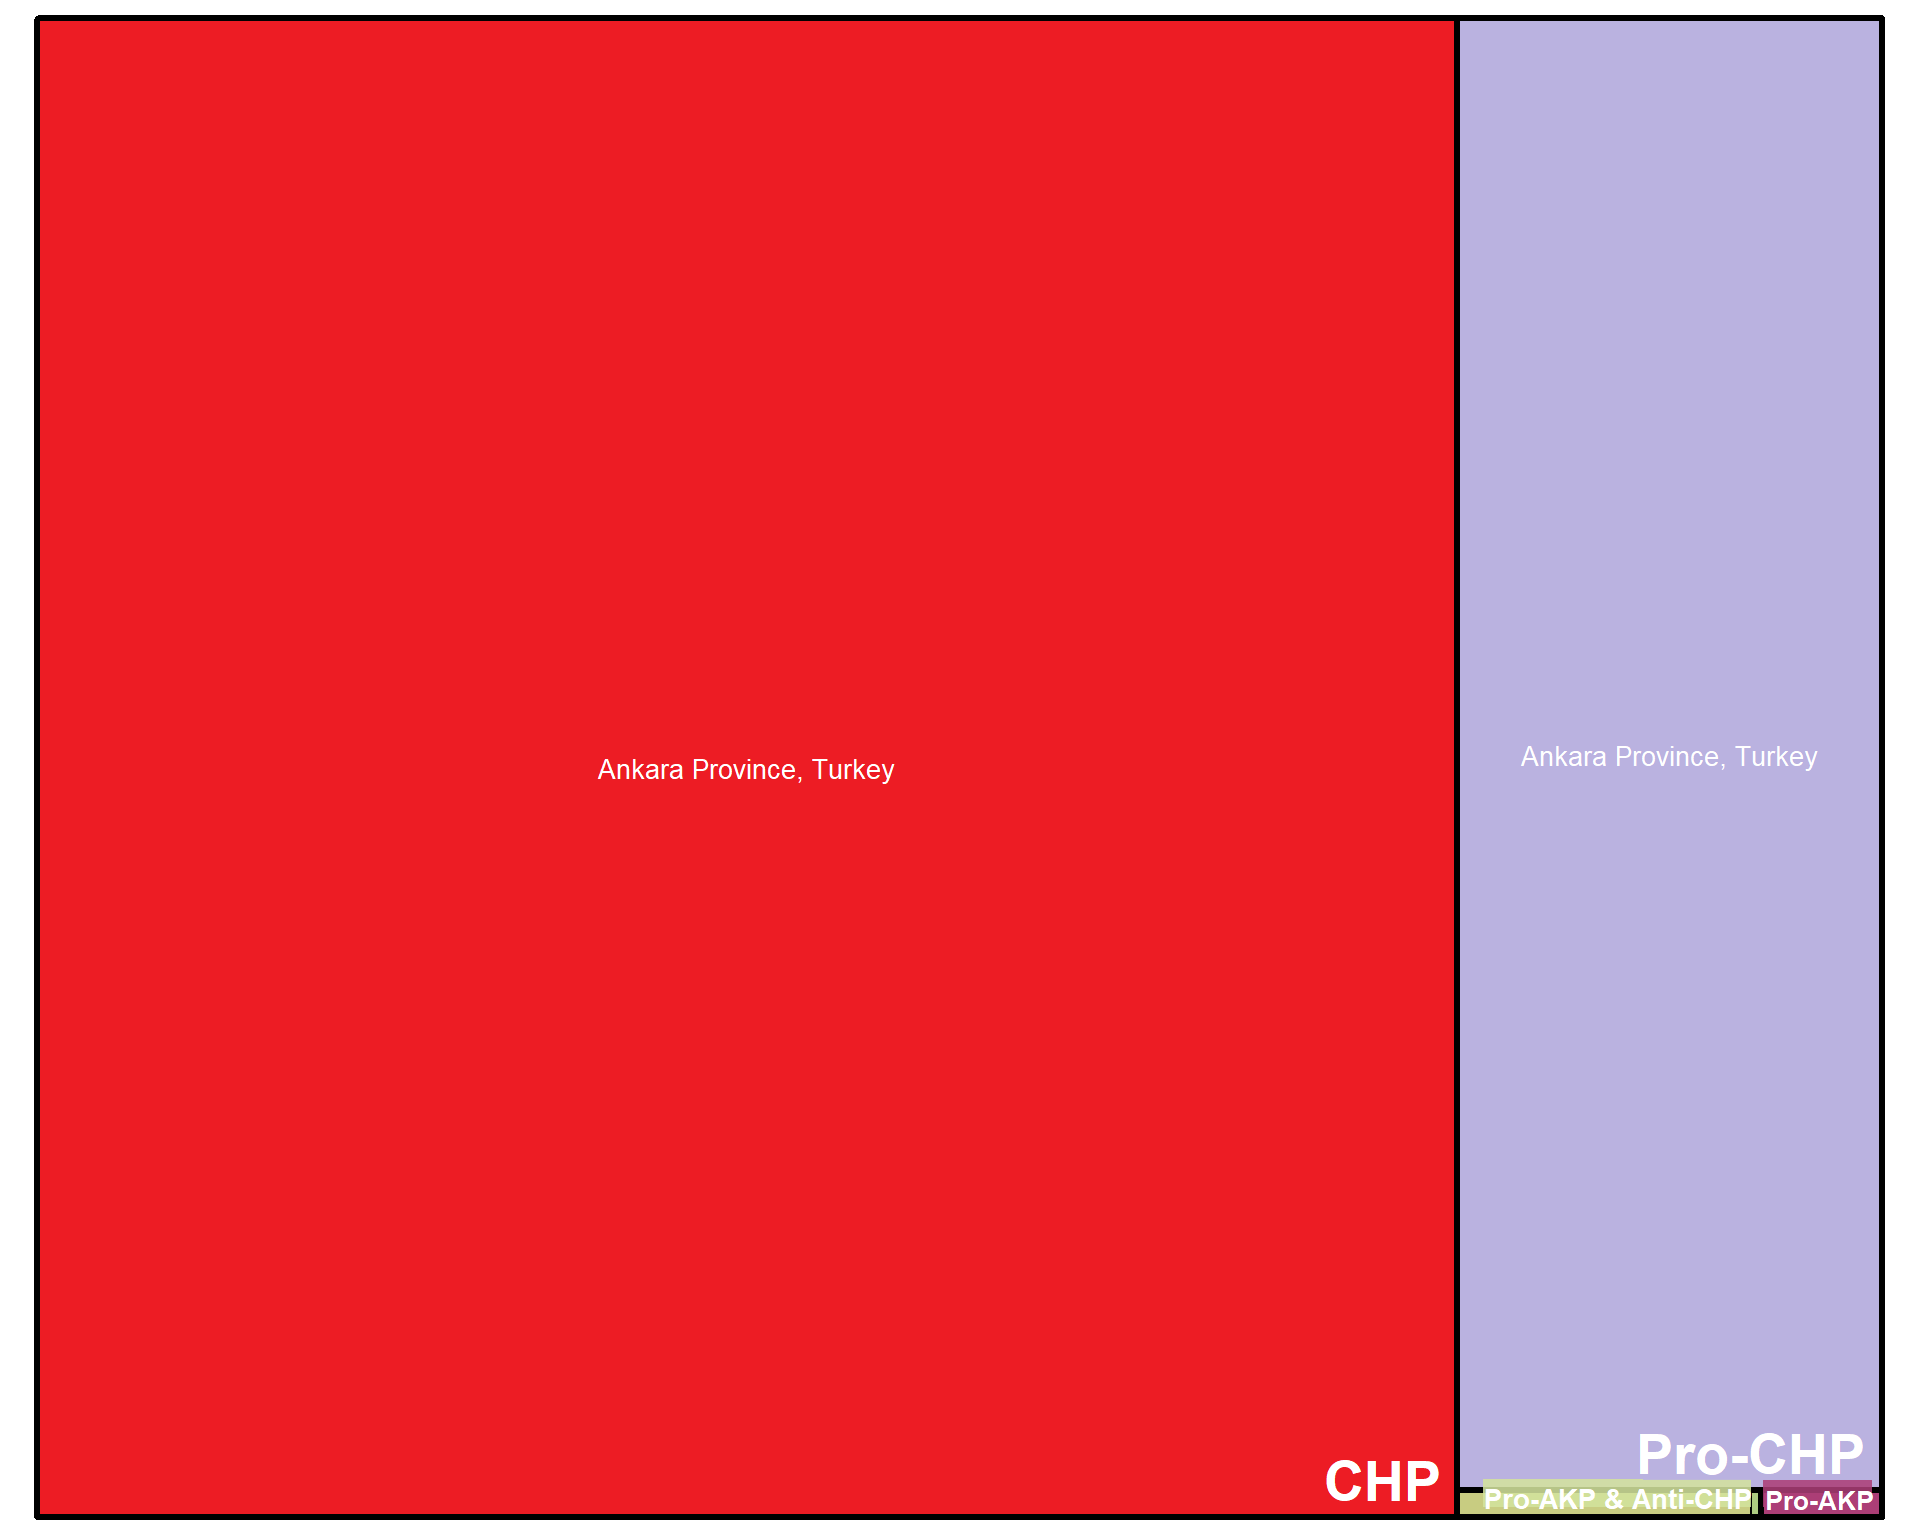 Ankara Province, Turkey
CHP
Ankara Province, Turkey
Pro-CHP
Pro-AKP & Anti-CHP
Pro-AKP